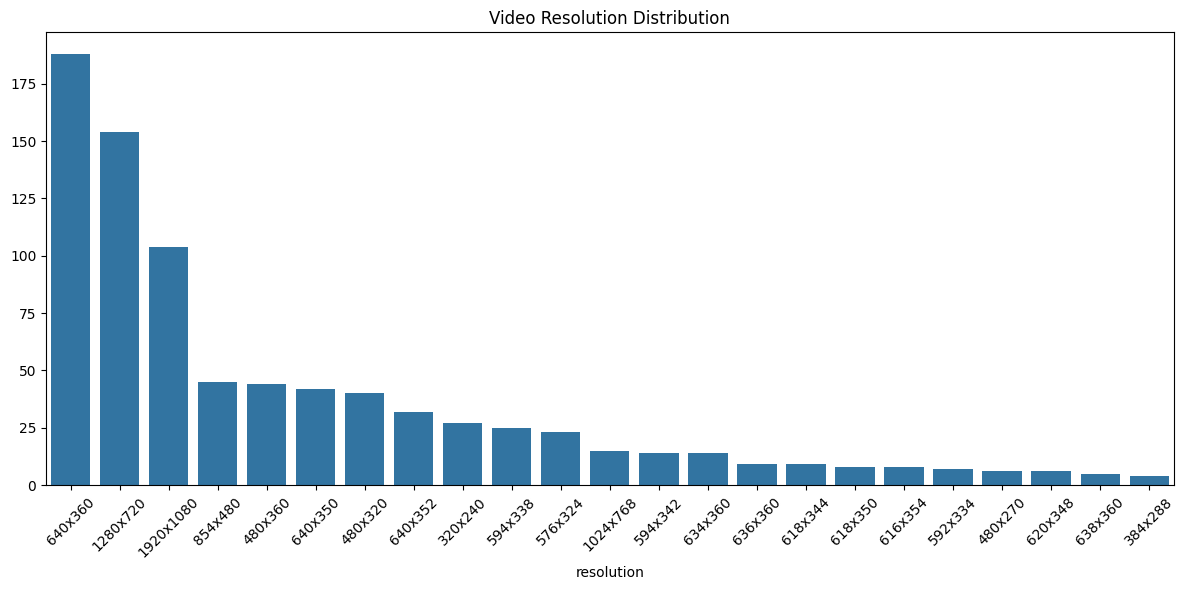 Video Resolution Distribution
175
150
125
100
75
50
25
0
640x360
1280x720
1920x1080
854x480
480x360
640x350
480x320
640x352
320x240
594x338
576x324
1024x768
594x342
634x360
636x360
618x344
618x350
616x354
592x334
480x270
620x348
638x360
384x288
resolution